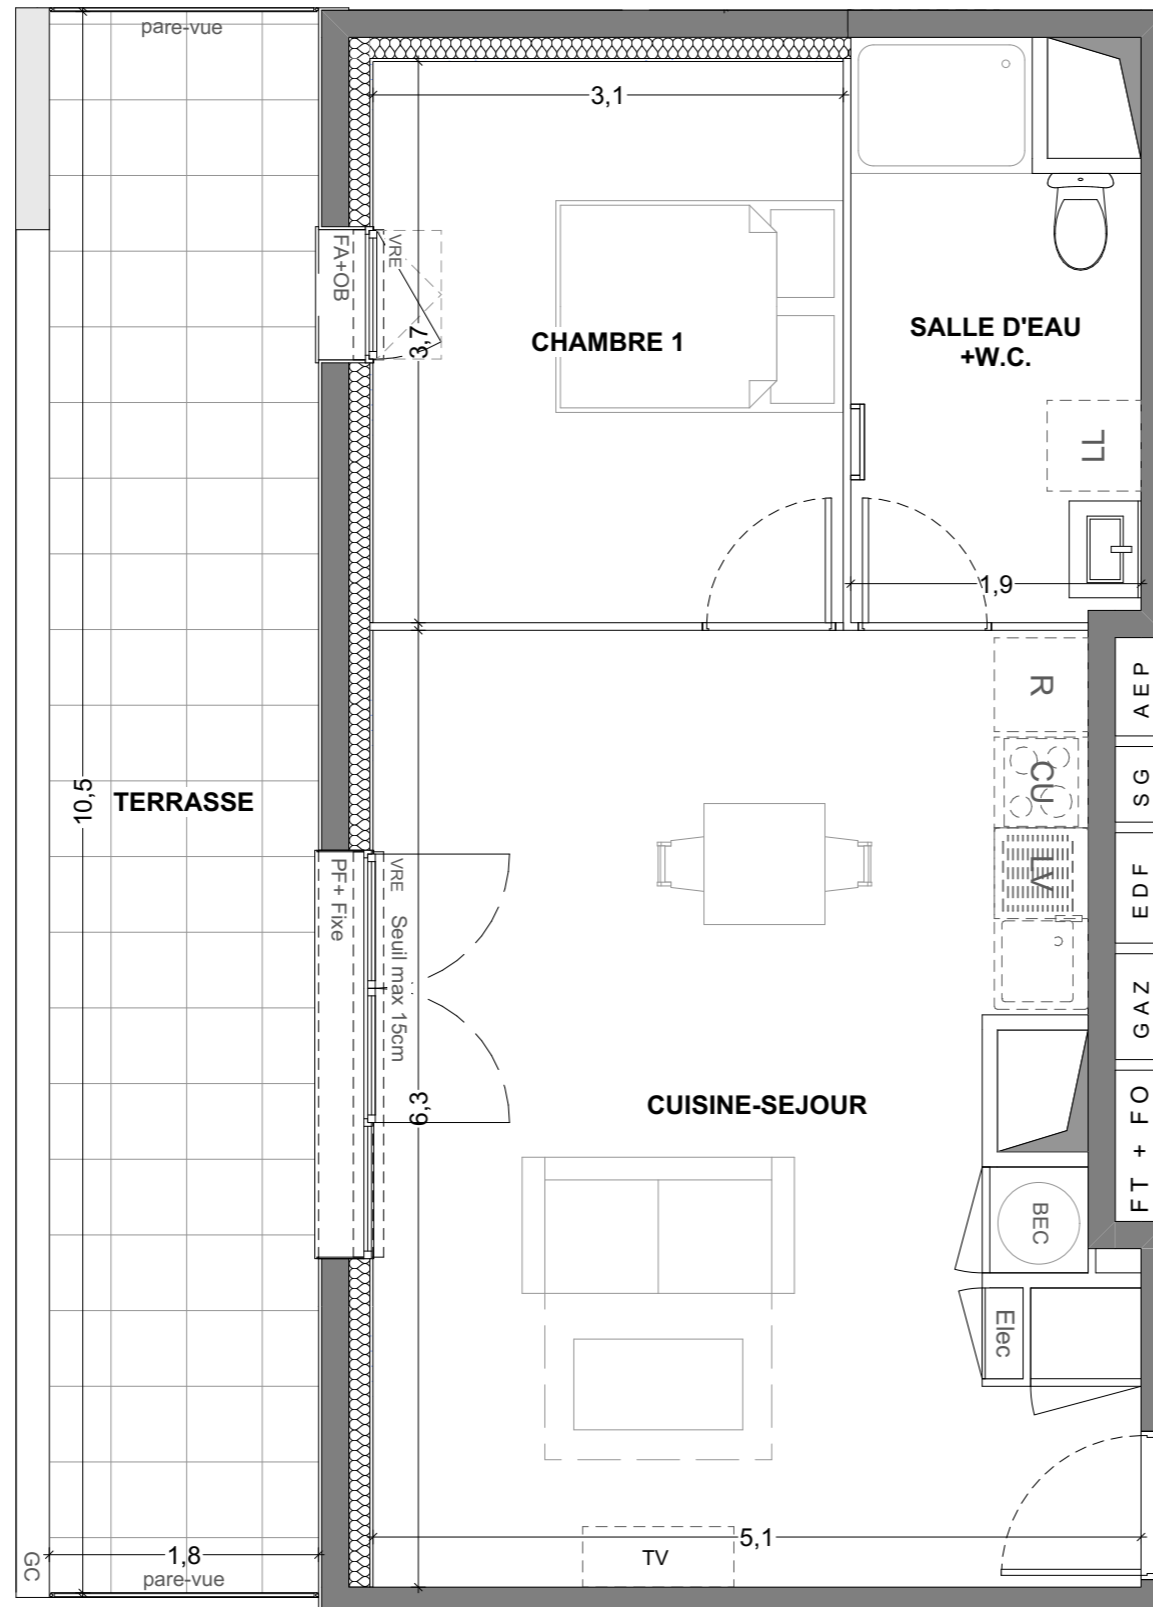 pare-vue
3,1
FA+OB
VRE
3,7
CHAMBRE 1
SALLE D'EAU
+W.C.
LL
1,9
R
AEP
CU
SG
10,5
TERRASSE
LV
EDF
PF+ Fixe
VRE
Seuil max 15cm
GAZ
6,3
CUISINE-SEJOUR
FT + FO
BEC
Elec
5,1
TV
1,8
GC
pare-vue